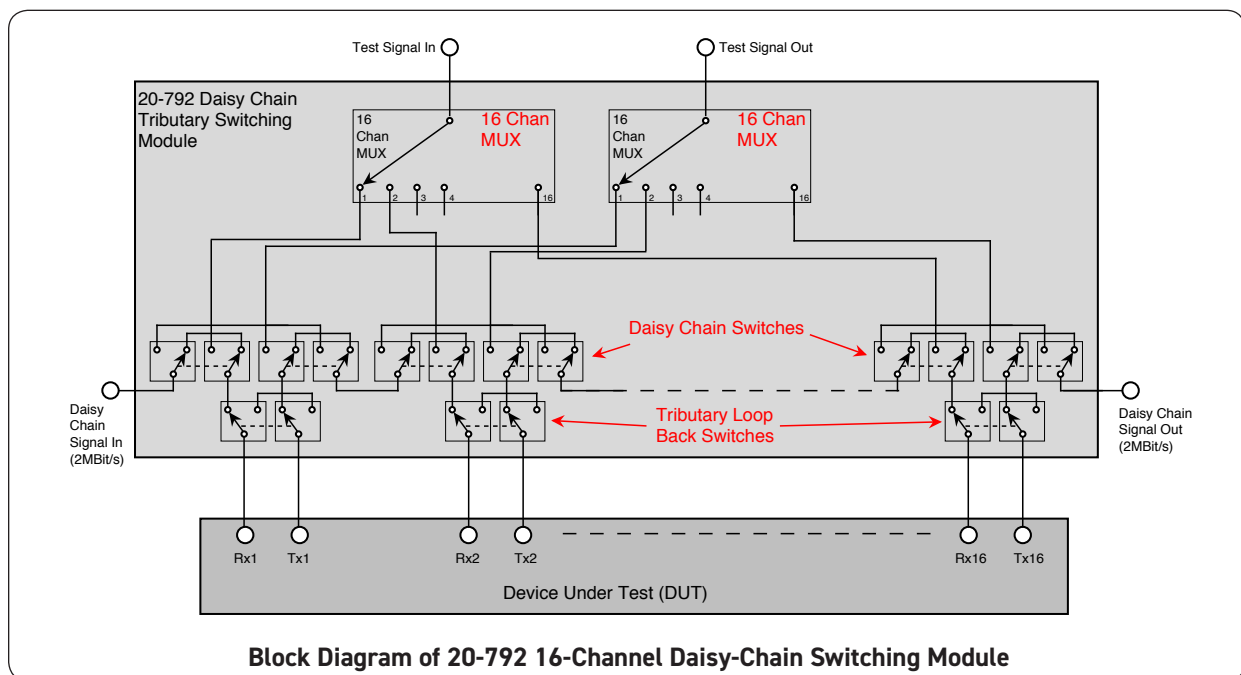 Test Signal In
Test Signal Out
20-792 Daisy Chain
Tributary Switching
Module
16
Chan
MUX
16 Chan
MUX
1
2
3
4
16
16
Chan
MUX
16 Chan
MUX
1
2
3
4
16
Daisy Chain Switches
Daisy
Chain
Signal In
(2MBit/s)
Tributary Loop
Back Switches
Daisy Chain
Signal Out
(2MBit/s)
Rx1
Tx1
Rx2
Tx2
Rx16
Tx16
Device Under Test (DUT)
Block Diagram of 20-792 16-Channel Daisy-Chain Switching Module